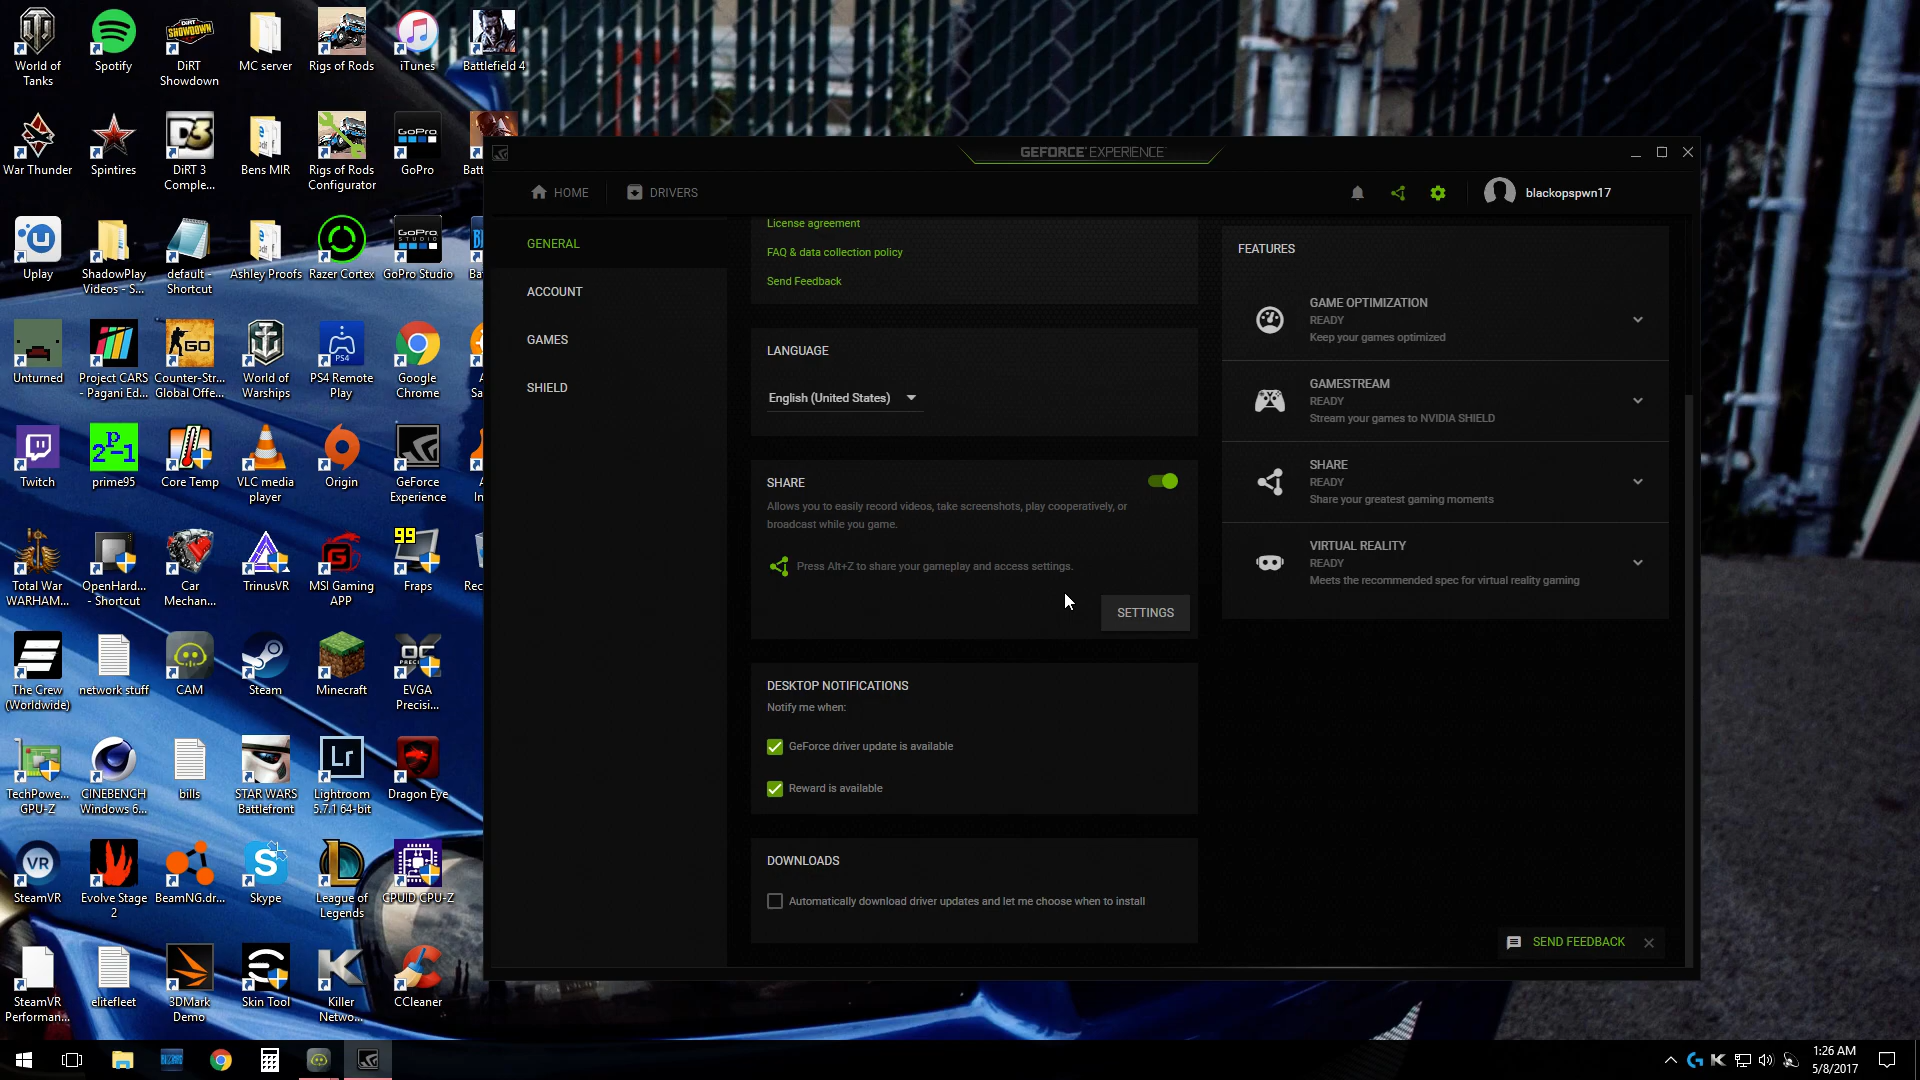 World of
Tanks
Spotify
DiRT
Showdown
MC server
Rigs of Rods
iTunes
Battlefield 4
War Thunder
Spintires
DiRT 3
Comple...
Bens MIR
Rigs of Rods
Configurator
GoPro
Batt
Uplay
ShadowPlay
Videos - S...
default -
Shortcut
Ashley Proofs
Razer Cortex
GoPro Studio
Ba
Unturned
Project CARS
- Pagani Ed...
Counter-Str...
Global Offe...
World of
Warships
PS4 Remote
Play
Google
Chrome
A
Sa
Twitch
prime95
Core Temp
VLC media
player
Origin
GeForce
Experience
A
In
Total War
WARHAM...
OpenHard...
- Shortcut
Car
Mechan...
TrinusVR
MSI Gaming
APP
Fraps
Rec
The Crew
(Worldwide)
network stuff
CAM
Steam
Minecraft
EVGA
Precisi...
TechPowe...
GPU-Z
CINEBENCH
Windows 6...
bills
STAR WARS
Battlefront
Lightroom
5.7.1 64-bit
Dragon Eye
SteamVR
Evolve Stage
2
BeamNG.dr...
Skype
League of
Legends
CPUID CPU-Z
SteamVR
Performan...
elitefleet
3DMark
Demo
Skin Tool
Killer
Netwo...
CCleaner
GEFORCE EXPERIENCE
HOME
DRIVERS
blackopspwn17
GENERAL
ACCOUNT
GAMES
SHIELD
License agreement
FAQ & data collection policy
Send Feedback
LANGUAGE
English (United States)
SHARE
Allows you to easily record videos, take screenshots, play cooperatively, or
broadcast while you game.
Press Alt+Z to share your gameplay and access settings.
SETTINGS
DESKTOP NOTIFICATIONS
Notify me when:
GeForce driver update is available
Reward is available
DOWNLOADS
Automatically download driver updates and let me choose when to install
FEATURES
GAME OPTIMIZATION
READY
Keep your games optimized
GAMESTREAM
READY
Stream your games to NVIDIA SHIELD
SHARE
READY
Share your greatest gaming moments
VIRTUAL REALITY
READY
Meets the recommended spec for virtual reality gaming
SEND FEEDBACK
1:26 AM
5/8/2017